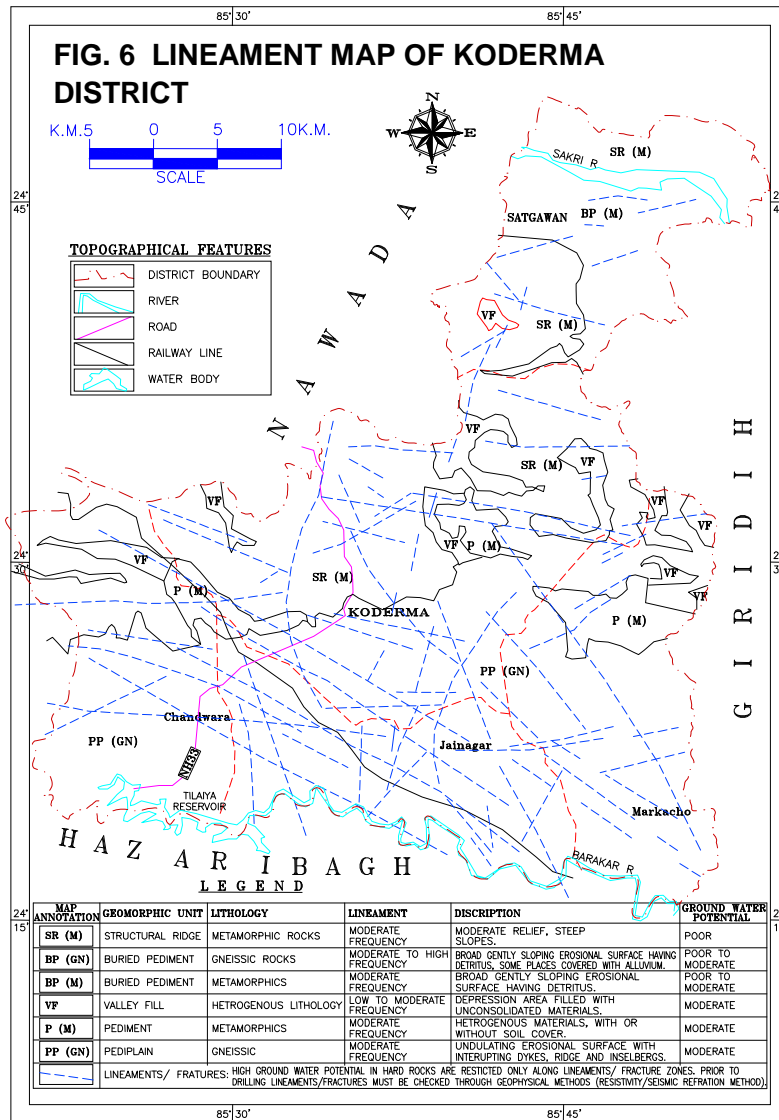 85°30' 85°45'
FIG. 6 LINEAMENT MAP OF KODERMA
DISTRICT
K.M.5 0 5 10K.M.
SCALE
N
W E
S
24°
45'
SAKRI R
SR (M)
SATGAWAN
BP (M)
TOPOGRAPHICAL FEATURES
DISTRICT BOUNDARY
RIVER
ROAD
RAILWAY LINE
WATER BODY
NAWADA
VF
SR (M)
GIRIDIH
VF
SR (M)
VF
VF
VF
VF
24°
30'
VF
P (M)
VF
VF
P (M)
SR (M)
VF
VF
KODERMA
P (M)
PP (GN)
Chandwara
PP (GN)
Jainagar
NH33
TILAIYA
RESERVOIR
Markacho
HAZARIBAGH
BARAKAR R
LEGEND
24°
15'
MAP ANNOTATION GEOMORPHIC UNIT LITHOLOGY LINEAMENT DISCRIPTION GROUND WATER POTENTIAL
SR (M) STRUCTURAL RIDGE METAMORPHIC ROCKS MODERATE FREQUENCY MODERATE RELIEF, STEEP SLOPES. POOR
BP (GN) BURIED PEDIMENT GNEISSIC ROCKS MODERATE TO HIGH FREQUENCY BROAD GENTLY SLOPING EROSIONAL SURFACE HAVING DETRITUS, SOME PLACES COVERED WITH ALLUVIUM. POOR TO MODERATE
BP (M) BURIED PEDIMENT METAMORPHICS MODERATE FREQUENCY BROAD GENTLY SLOPING EROSIONAL SURFACE HAVING DETRITUS. POOR TO MODERATE
VF VALLEY FILL HETROGENOUS LITHOLOGY LOW TO MODERATE FREQUENCY DEPRESSION AREA FILLED WITH UNCONSOLIDATED MATERIALS. MODERATE
P (M) PEDIMENT METAMORPHICS MODERATE FREQUENCY HETROGENOUS MATERIALS, WITH OR WITHOUT SOIL COVER. MODERATE
PP (GN) PEDIPLAIN GNEISSIC MODERATE FREQUENCY UNDULATING EROSIONAL SURFACE WITH INTERUPTING DYKES, RIDGE AND INSELBERGS. MODERATE
LINEAMENTS/ FRATURES: HIGH GROUND WATER POTENTIAL IN HARD ROCKS ARE RESTICTED ONLY ALONG LINEAMENTS/ FRACTURE ZONES. PRIOR TO
DRILLING LINEAMENTS/FRACTURES MUST BE CHECKED THROUGH GEOPHYSICAL METHODS (RESISTIVITY/SEISMIC REFRATION METHOD).
85°30' 85°45'